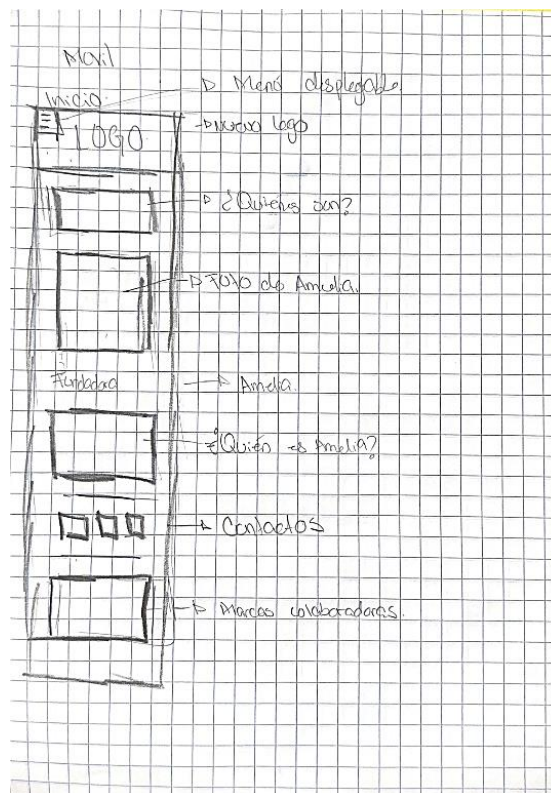 Movil
Menú desplegable.
Inicio
nuevo logo
LOGO
¿Quienes son?
Foto de Amelia.
Fundadora
Amelia.
¿Quién es Amelia?
Contactos
Marcas colaboradoras.